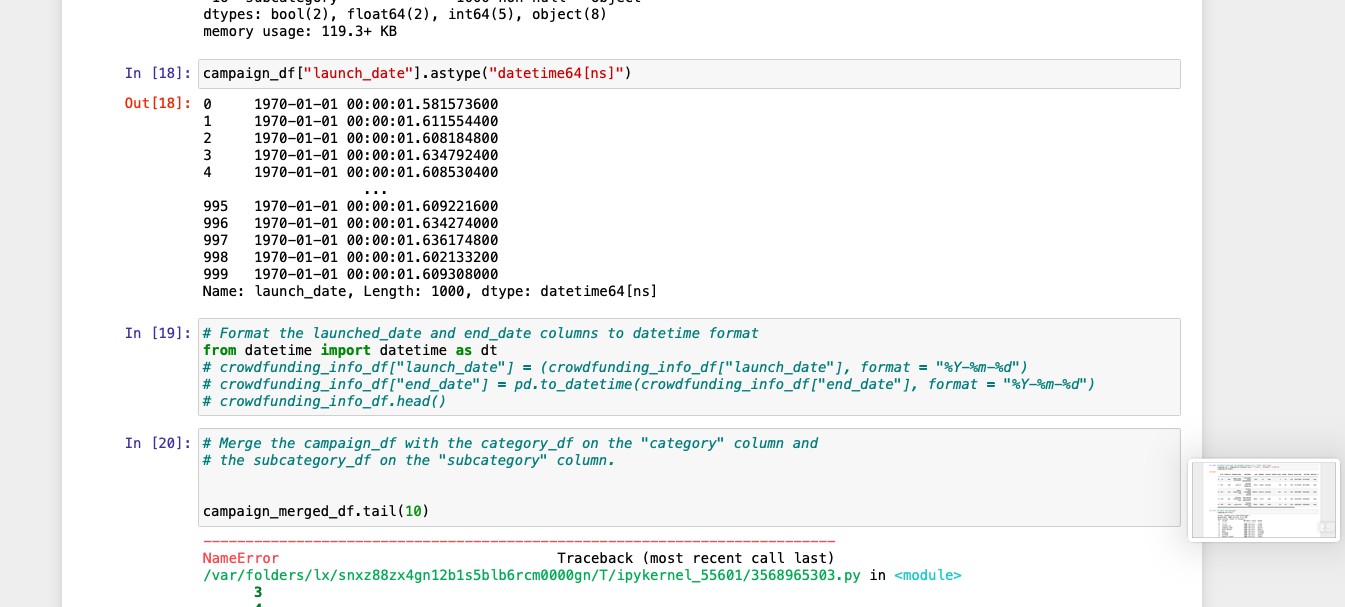 dtypes: bool(2), float64(2), int64(5), object(8)
memory usage: 119.3+ KB
In [18]: campaign_df["launch_date"].astype("datetime64[ns]")
Out[18]: 0     1970-01-01 00:00:01.581573600
1     1970-01-01 00:00:01.611554400
2     1970-01-01 00:00:01.608184800
3     1970-01-01 00:00:01.634792400
4     1970-01-01 00:00:01.608530400
...
995   1970-01-01 00:00:01.609221600
996   1970-01-01 00:00:01.634274000
997   1970-01-01 00:00:01.636174800
998   1970-01-01 00:00:01.602133200
999   1970-01-01 00:00:01.609308000
Name: launch_date, Length: 1000, dtype: datetime64[ns]
In [19]: # Format the launched_date and end_date columns to datetime format
from datetime import datetime as dt
# crowdfunding_info_df["launch_date"] = (crowdfunding_info_df["launch_date"], format = "%Y-%m-%d")
# crowdfunding_info_df["end_date"] = pd.to_datetime(crowdfunding_info_df["end_date"], format = "%Y-%m-%d")
# crowdfunding_info_df.head()
In [20]: # Merge the campaign_df with the category_df on the "category" column and
# the subcategory_df on the "subcategory" column.
campaign_merged_df.tail(10)
NameError                                 Traceback (most recent call last)
/var/folders/lx/snxz88zx4gn12b1s5blb6rcm0000gn/T/ipykernel_55601/3568965303.py in <module>
3